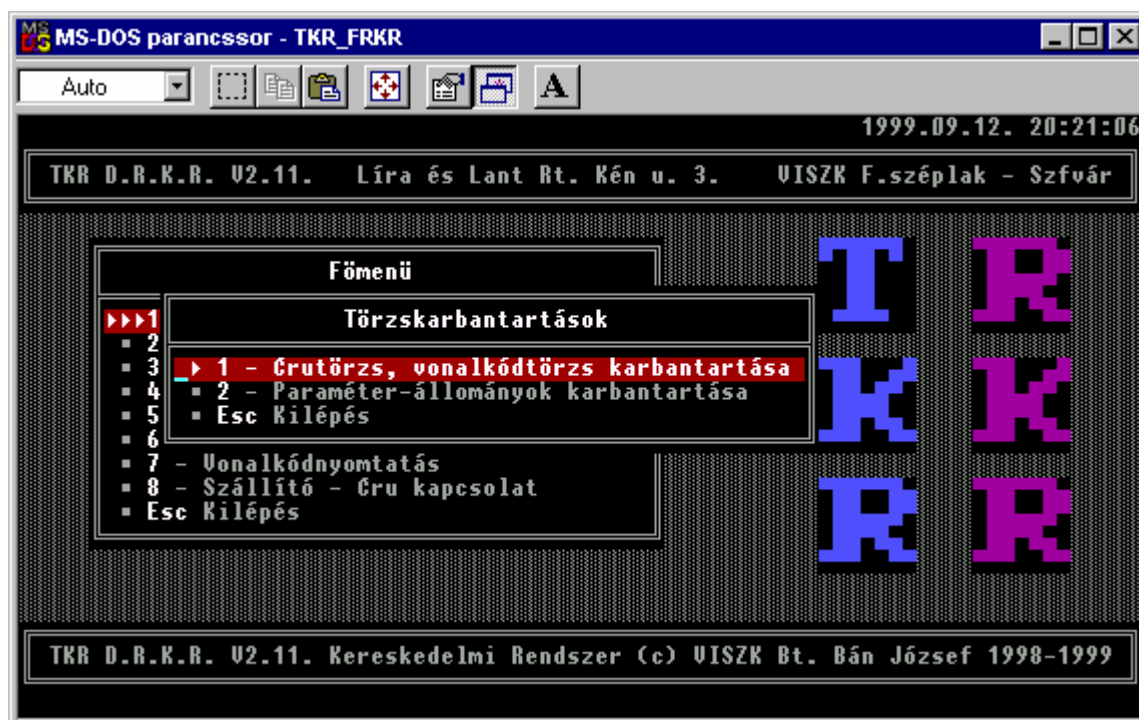 MS-DOS parancssor - TKR_FRKR
Auto
A
1999.09.12. 20:21:06
TKR D.R.K.R. V2.11. Líra és Lant Rt. Kén u. 3. VISZK F.széplak - Szfvár
T R
Fömenü
1
Törzskarbantartások
2
3
1 - Crutörzs, vonalkódtörzs karbantartása
4
2 - Paraméter-állományok karbantartása
K K
5
Esc Kilépés
6
7 - Vonalkódnyomtatás
8 - Szállító - Cru kapcsolat
Esc Kilépés
R R
TKR D.R.K.R. V2.11. Kereskedelmi Rendszer (c) VISZK Bt. Bán József 1998-1999